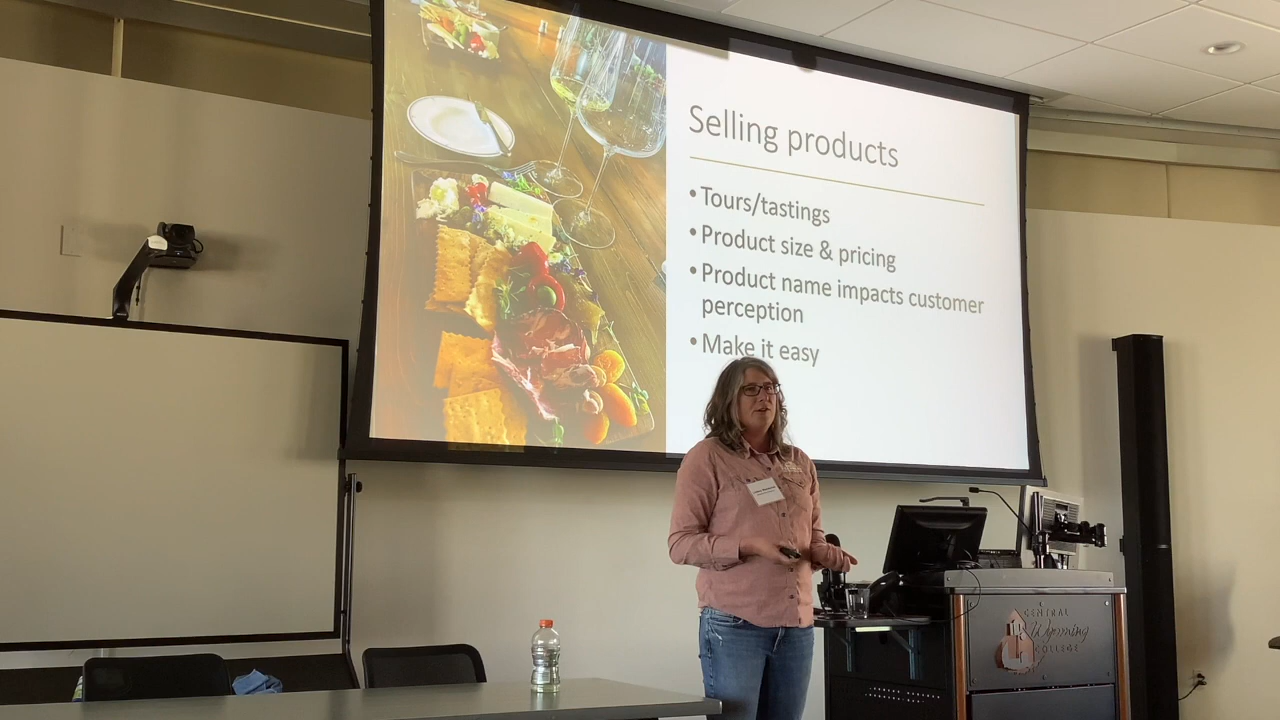 Selling products
• Tours/tastings
• Product size & pricing
• Product name impacts customer
perception
• Make it easy
CENTRAL
Wyoming
COLLEGE